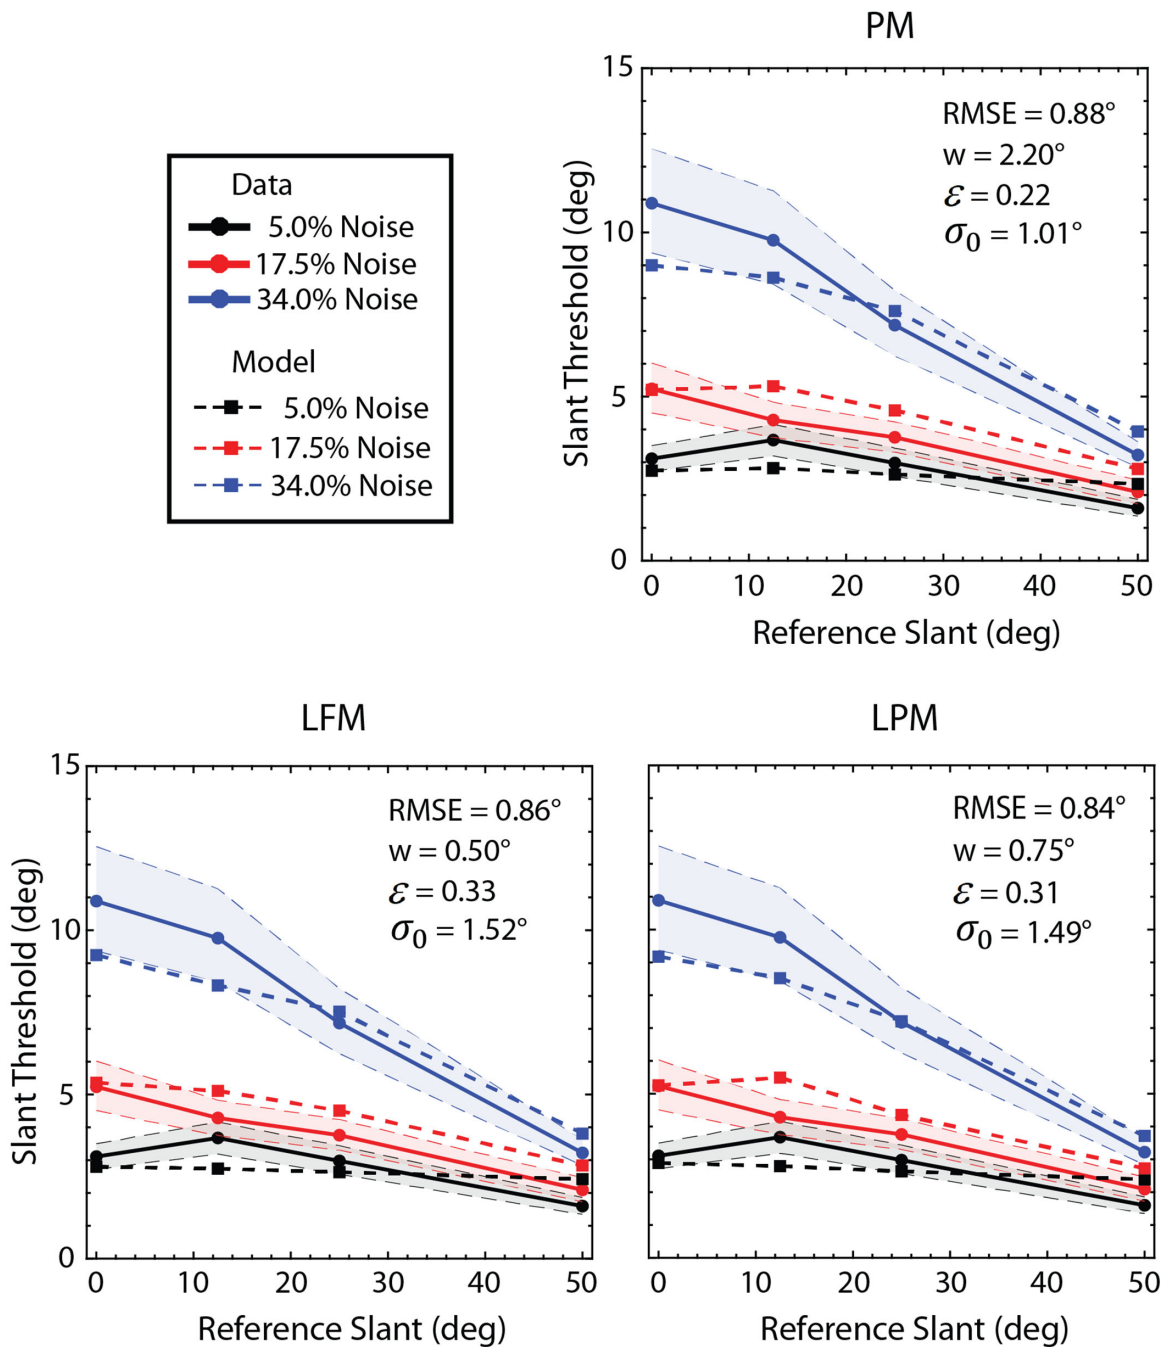 PM
Data
5.0% Noise
17.5% Noise
34.0% Noise
Model
5.0% Noise
17.5% Noise
34.0% Noise
15
10
5
0
Slant Threshold (deg)
RMSE = 0.88°
w = 2.20°
ε = 0.22
σ₀ = 1.01°
0 10 20 30 40 50
Reference Slant (deg)
LFM
15
10
5
0
Slant Threshold (deg)
RMSE = 0.86°
w = 0.50°
ε = 0.33
σ₀ = 1.52°
0 10 20 30 40 50
Reference Slant (deg)
LPM
RMSE = 0.84°
w = 0.75°
ε = 0.31
σ₀ = 1.49°
0 10 20 30 40 50
Reference Slant (deg)